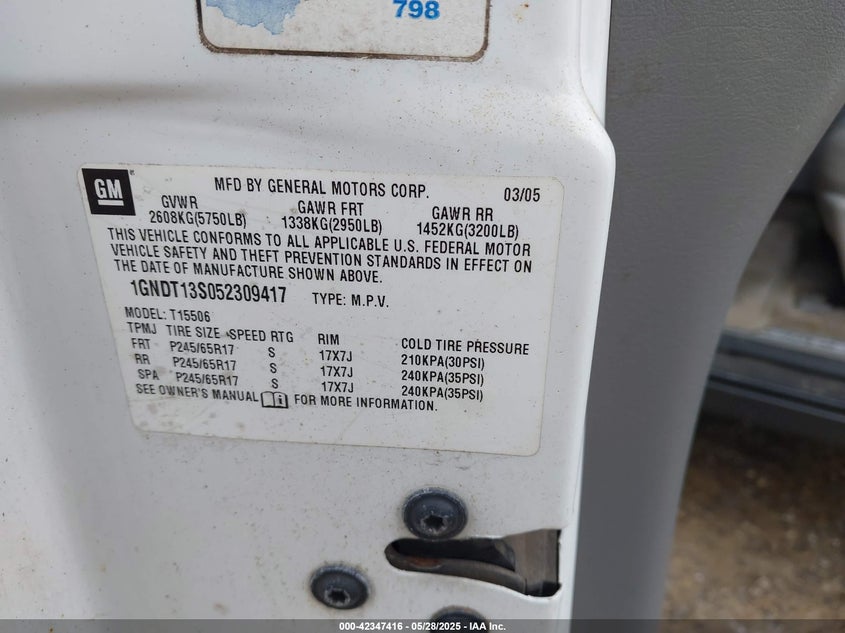 798
GM
MFD BY GENERAL MOTORS CORP. 03/05
GVWR GAWR FRT GAWR RR
2608KG(5750LB) 1338KG(2950LB) 1452KG(3200LB)
THIS VEHICLE CONFORMS TO ALL APPLICABLE U.S. FEDERAL MOTOR
VEHICLE SAFETY AND THEFT PREVENTION STANDARDS IN EFFECT ON
THE DATE OF MANUFACTURE SHOWN ABOVE.
1GNDT13S052309417 TYPE: M.P.V.
MODEL: T15506
TPMJ TIRE SIZE SPEED RTG RIM COLD TIRE PRESSURE
FRT P245/65R17 S 17X7J 210KPA(30PSI)
RR P245/65R17 S 17X7J 240KPA(35PSI)
SPA P245/65R17 S 17X7J 240KPA(35PSI)
SEE OWNER'S MANUAL FOR MORE INFORMATION.
000-42347416 - 05/28/2025 - IAA Inc.